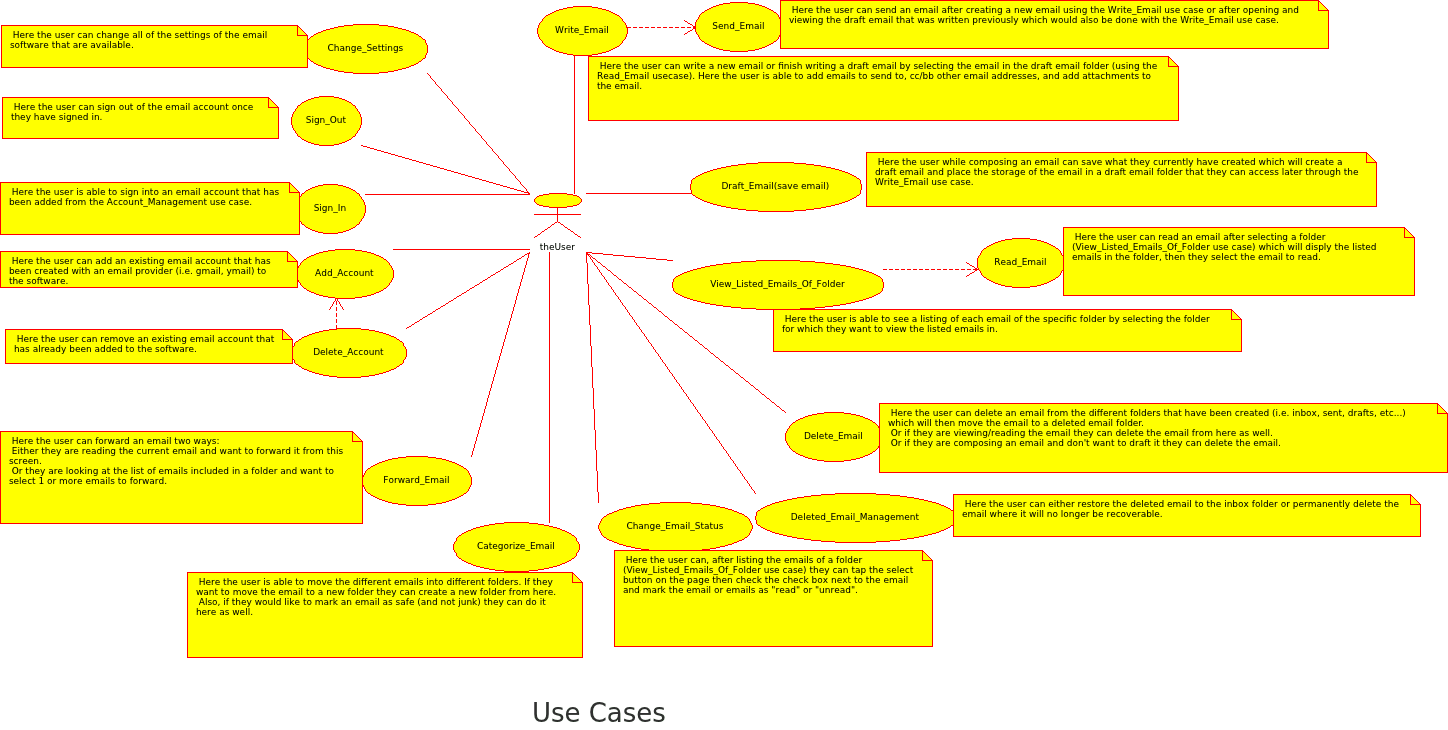 Write_Email
Send_Email
Here the user can send an email after creating a new email using the Write_Email use case or after opening and
viewing the draft email that was written previously which would also be done with the Write_Email use case.
Here the user can change all of the settings of the email
software that are available.
Change_Settings
Here the user can write a new email or finish writing a draft email by selecting the email in the draft email folder (using the
Read_Email usecase). Here the user is able to add emails to send to, cc/bb other email addresses, and add attachments to
the email.
Here the user can sign out of the email account once
they have signed in.
Sign_Out
Draft_Email(save email)
Here the user while composing an email can save what they currently have created which will create a
draft email and place the storage of the email in a draft email folder that they can access later through the
Write_Email use case.
Here the user is able to sign into an email account that has
been added from the Account_Management use case.
Sign_In
theUser
Here the user can add an existing email account that has
been created with an email provider (i.e. gmail, ymail) to
the software.
Add_Account
View_Listed_Emails_Of_Folder
Read_Email
Here the user can read an email after selecting a folder
(View_Listed_Emails_Of_Folder use case) which will disply the listed
emails in the folder, then they select the email to read.
Here the user is able to see a listing of each email of the specific folder by selecting the folder
for which they want to view the listed emails in.
Here the user can remove an existing email account that
has already been added to the software.
Delete_Account
Delete_Email
Here the user can delete an email from the different folders that have been created (i.e. inbox, sent, drafts, etc...)
which will then move the email to a deleted email folder.
Or if they are viewing/reading the email they can delete the email from here as well.
Or if they are composing an email and don't want to draft it they can delete the email.
Here the user can forward an email two ways:
Either they are reading the current email and want to forward it from this
screen.
Or they are looking at the list of emails included in a folder and want to
select 1 or more emails to forward.
Forward_Email
Deleted_Email_Management
Here the user can either restore the deleted email to the inbox folder or permanently delete the
email where it will no longer be recoverable.
Change_Email_Status
Here the user can, after listing the emails of a folder
(View_Listed_Emails_Of_Folder use case) they can tap the select
button on the page then check the check box next to the email
and mark the email or emails as "read" or "unread".
Categorize_Email
Here the user is able to move the different emails into different folders. If they
want to move the email to a new folder they can create a new folder from here.
Also, if they would like to mark an email as safe (and not junk) they can do it
here as well.
Use Cases